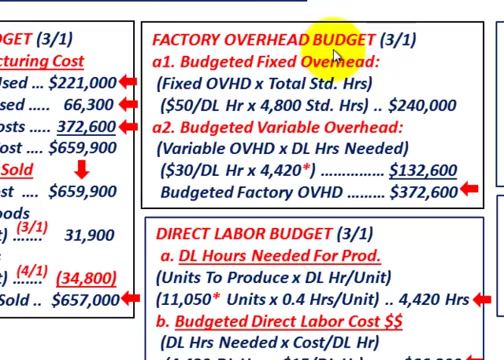 GET (3/1)
cturing Cost
Used ... $221,000
sed ..... 66,300
osts ..... 372,600
ost ... $659,900
Sold
ost .... $659,900
oods
(3/1)
t) ....... 31,900
s
(4/1)
t) ....... (34,800)
Sold .. $657,000
FACTORY OVERHEAD BUDGET (3/1)
a1. Budgeted Fixed Overhead:
(Fixed OVHD x Total Std. Hrs)
($50/DL Hr x 4,800 Std. Hrs) .. $240,000
a2. Budgeted Variable Overhead:
(Variable OVHD x DL Hrs Needed)
($30/DL Hr x 4,420*) ............... $132,600
Budgeted Factory OVHD ......... $372,600
DIRECT LABOR BUDGET (3/1)
a. DL Hours Needed For Prod.
(Units To Produce x DL Hr/Unit)
(11,050* Units x 0.4 Hrs/Unit) .. 4,420 Hrs
b. Budgeted Direct Labor Cost $$
(DL Hrs Needed x Cost/DL Hr)